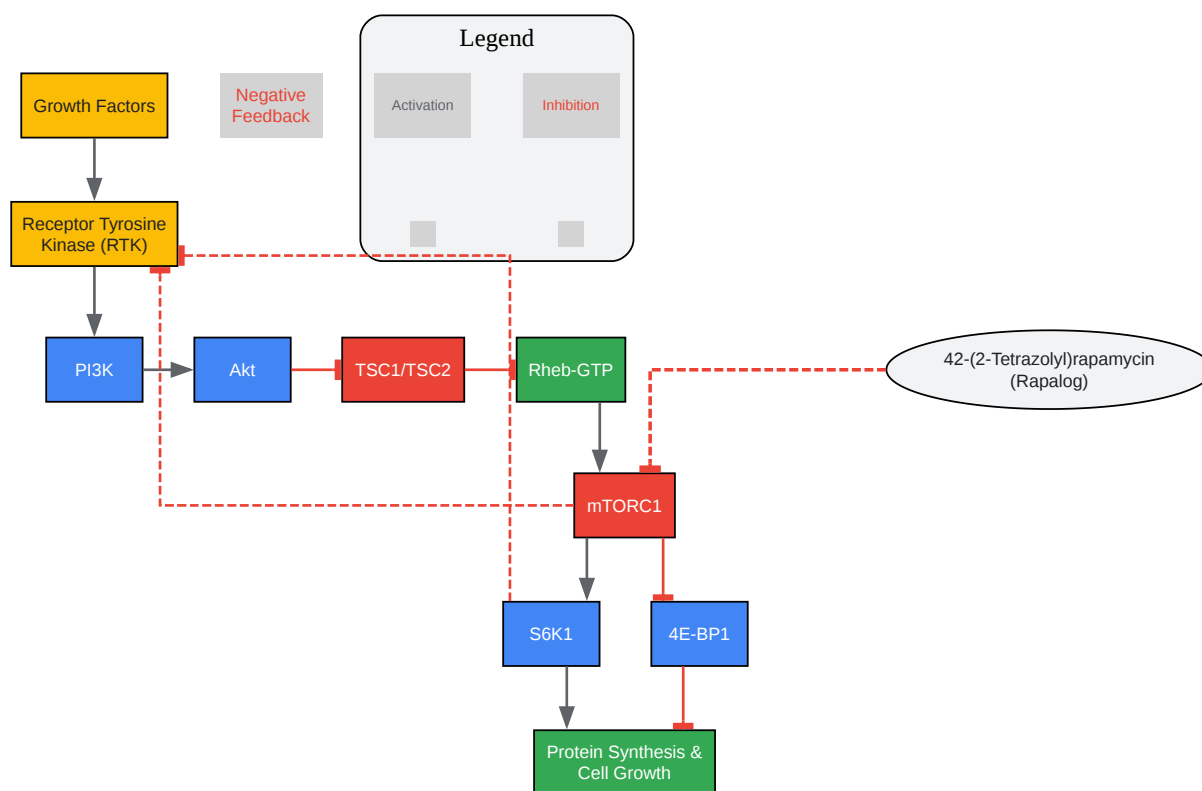 Legend
Growth Factors
Negative
Feedback
Activation
Inhibition
Receptor Tyrosine
Kinase (RTK)
PI3K
Akt
TSC1/TSC2
Rheb-GTP
42-(2-Tetrazolyl)rapamycin
(Rapalog)
mTORC1
S6K1
4E-BP1
Protein Synthesis &
Cell Growth